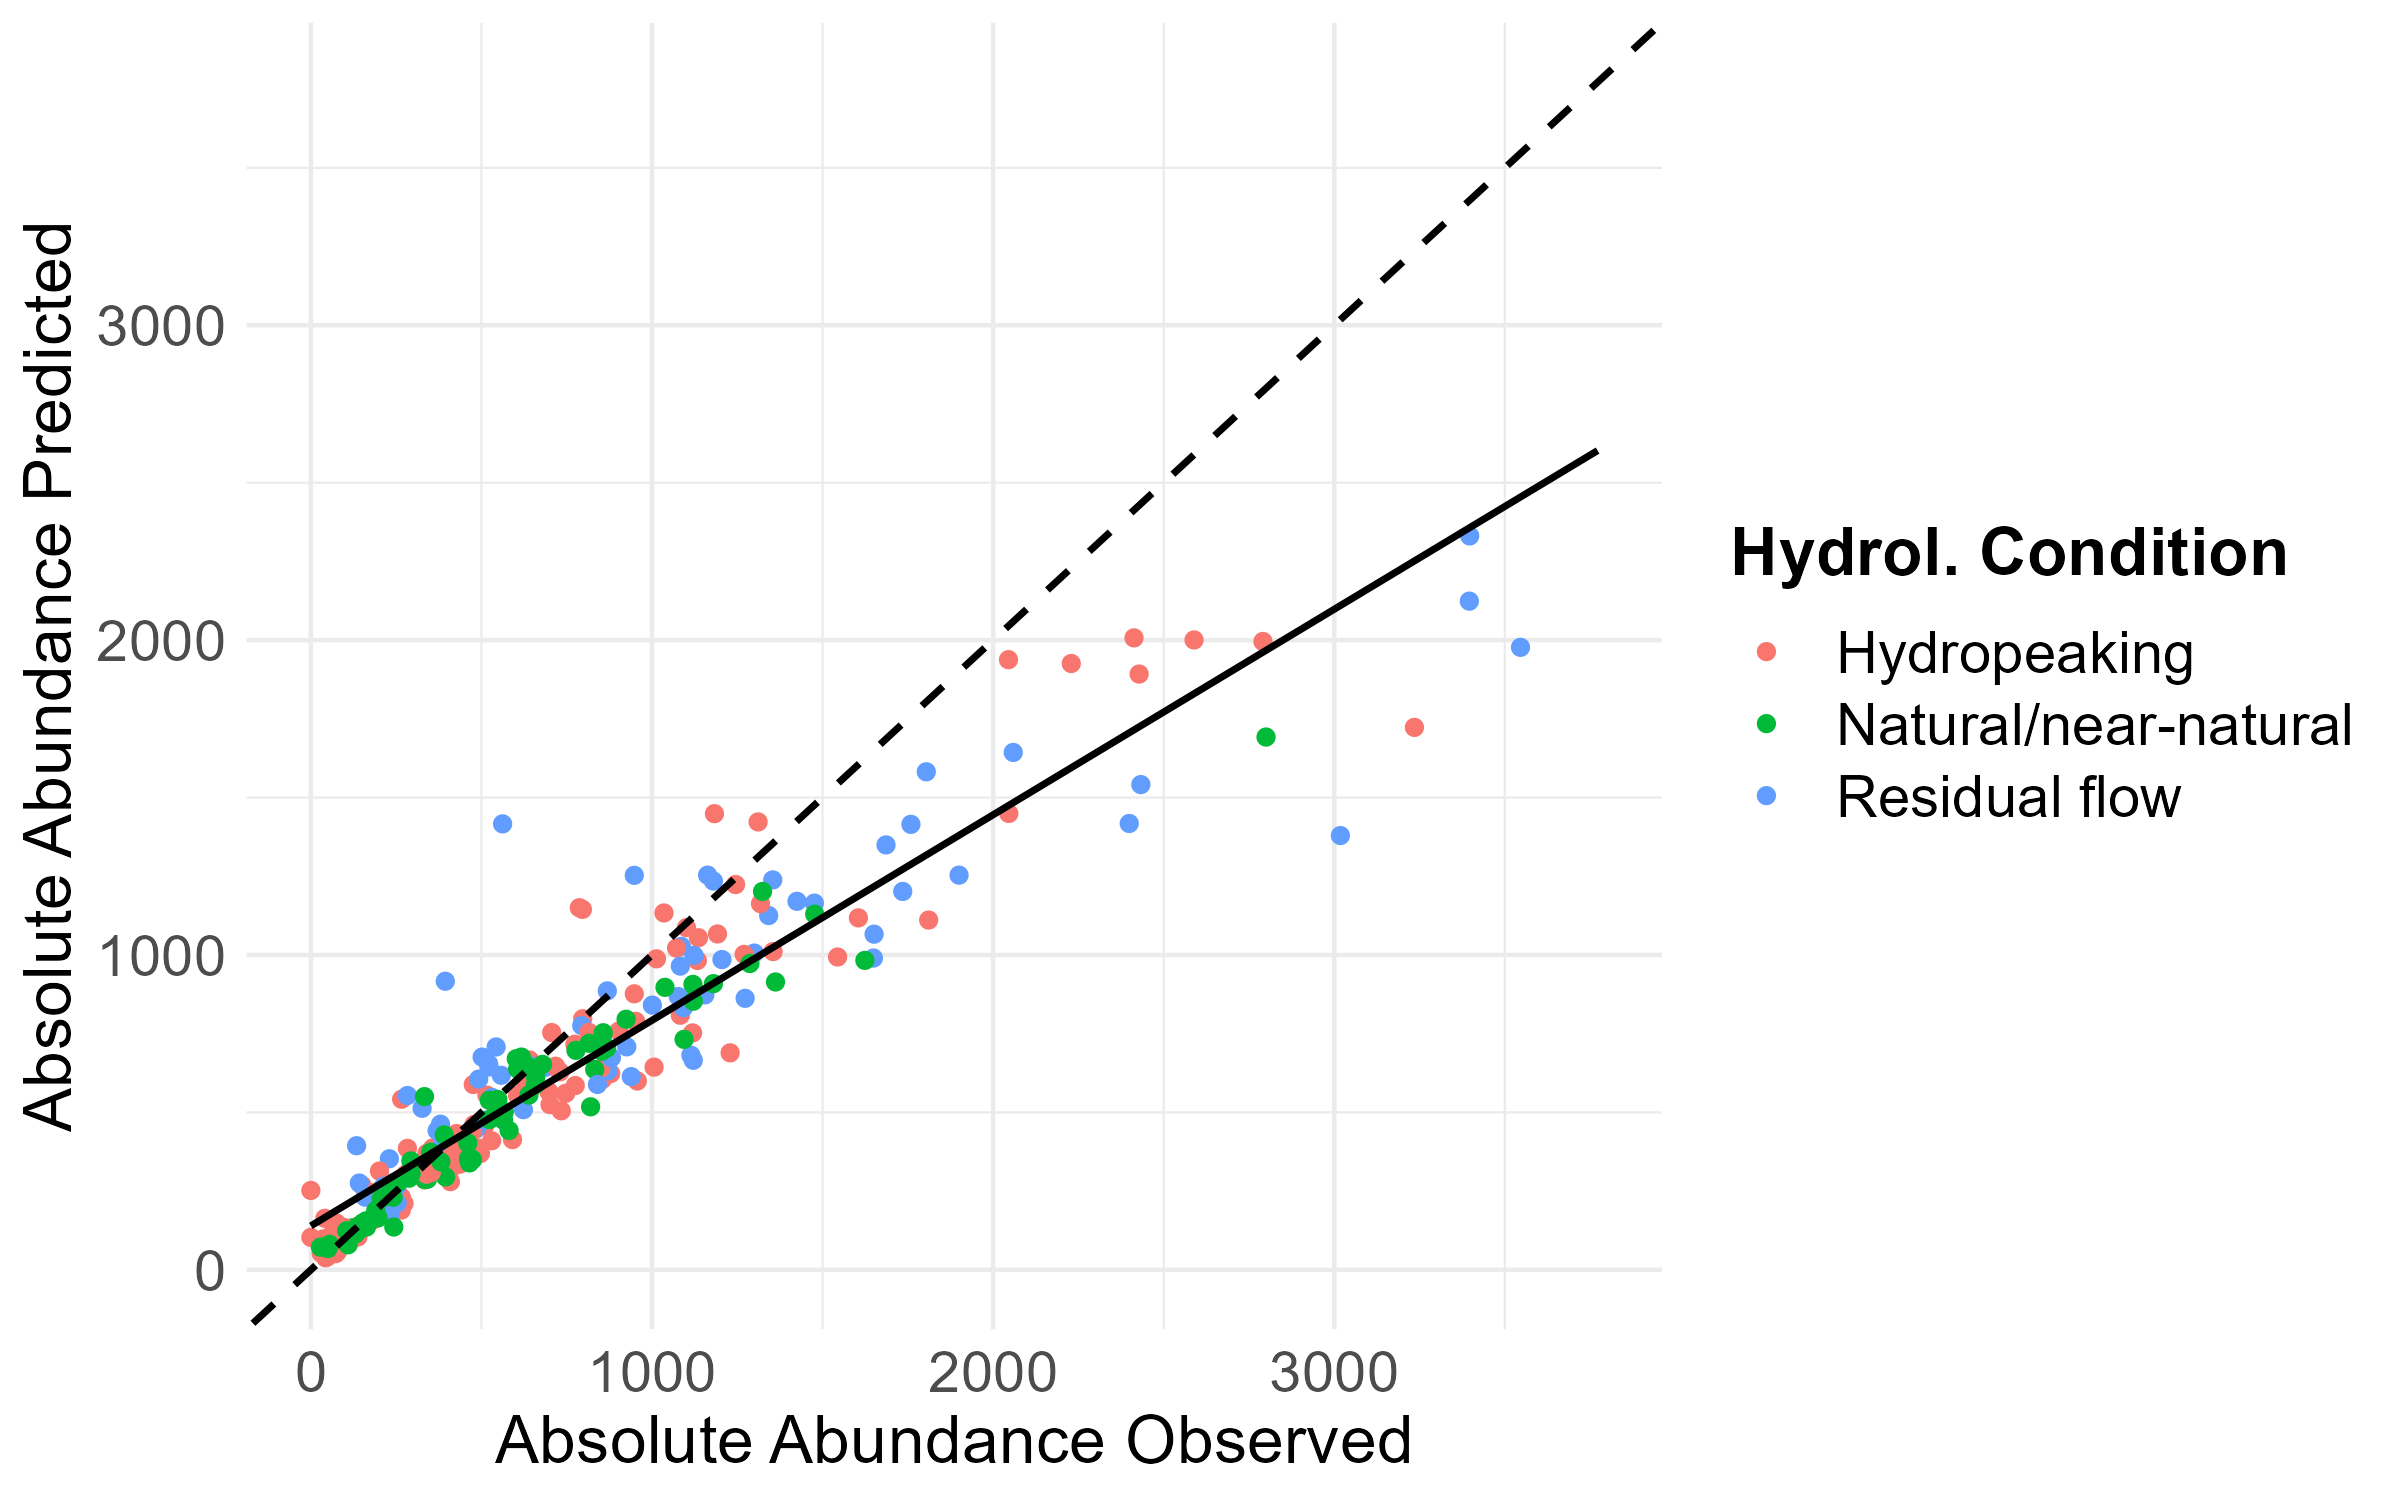 Absolute Abundance Predicted
3000
2000
1000
0
0 1000 2000 3000
Absolute Abundance Observed
Hydrol. Condition
Hydropeaking
Natural/near-natural
Residual flow